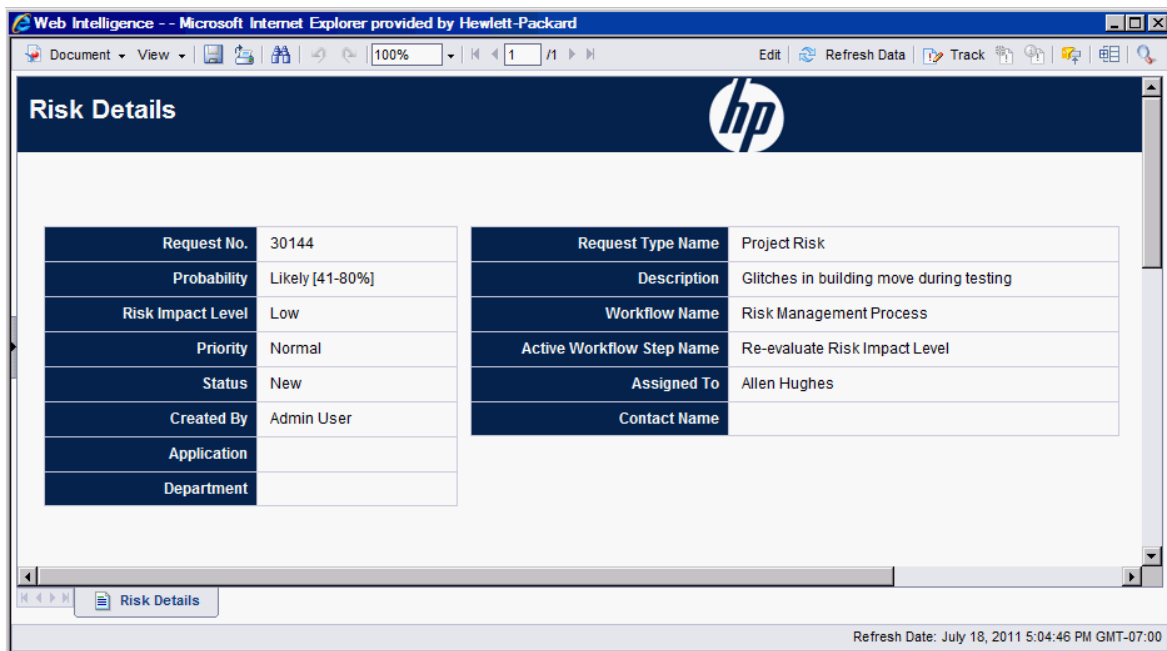 Web Intelligence - - Microsoft Internet Explorer provided by Hewlett-Packard
Document View 100% 1 /1 Edit Refresh Data Track
Risk Details
hp
Request No. 30144 Request Type Name Project Risk
Probability Likely [41-80%] Description Glitches in building move during testing
Risk Impact Level Low Workflow Name Risk Management Process
Priority Normal Active Workflow Step Name Re-evaluate Risk Impact Level
Status New Assigned To Allen Hughes
Created By Admin User Contact Name
Application
Department
Risk Details
Refresh Date: July 18, 2011 5:04:46 PM GMT-07:00